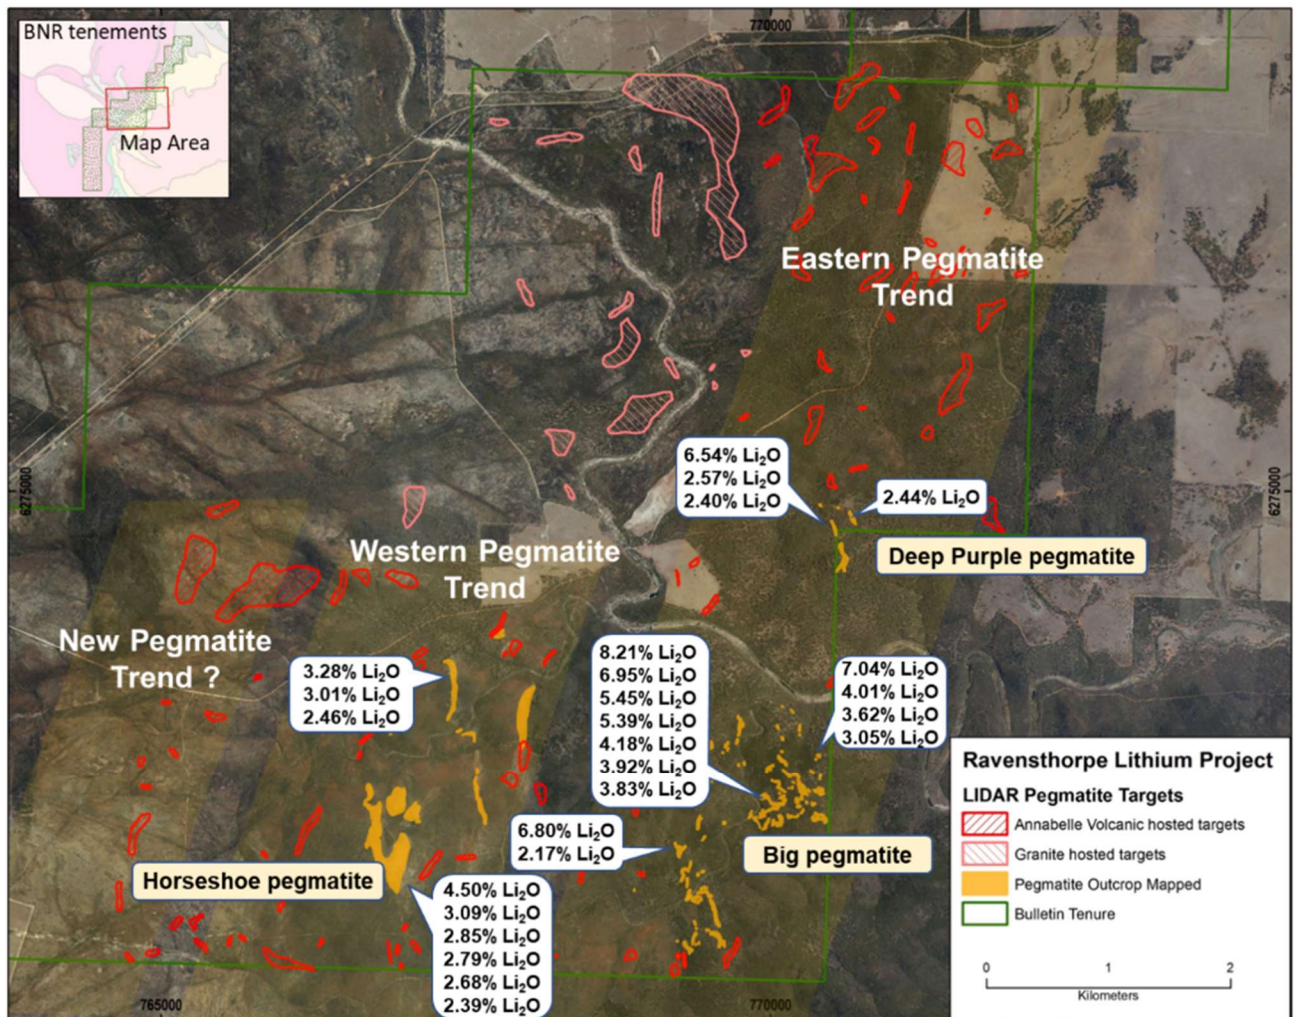 BNR tenements
Map Area
770000
Eastern Pegmatite
Trend
6275000
6275000
6.54% Li₂O
2.57% Li₂O
2.40% Li₂O
2.44% Li₂O
Deep Purple pegmatite
Western Pegmatite
Trend
New Pegmatite
Trend ?
3.28% Li₂O
3.01% Li₂O
2.46% Li₂O
8.21% Li₂O
6.95% Li₂O
5.45% Li₂O
5.39% Li₂O
4.18% Li₂O
3.92% Li₂O
3.83% Li₂O
7.04% Li₂O
4.01% Li₂O
3.62% Li₂O
3.05% Li₂O
6.80% Li₂O
2.17% Li₂O
Big pegmatite
Horseshoe pegmatite
4.50% Li₂O
3.09% Li₂O
2.85% Li₂O
2.79% Li₂O
2.68% Li₂O
2.39% Li₂O
765000
770000
Ravensthorpe Lithium Project
LIDAR Pegmatite Targets
Annabelle Volcanic hosted targets
Granite hosted targets
Pegmatite Outcrop Mapped
Bulletin Tenure
0 1 2
Kilometers